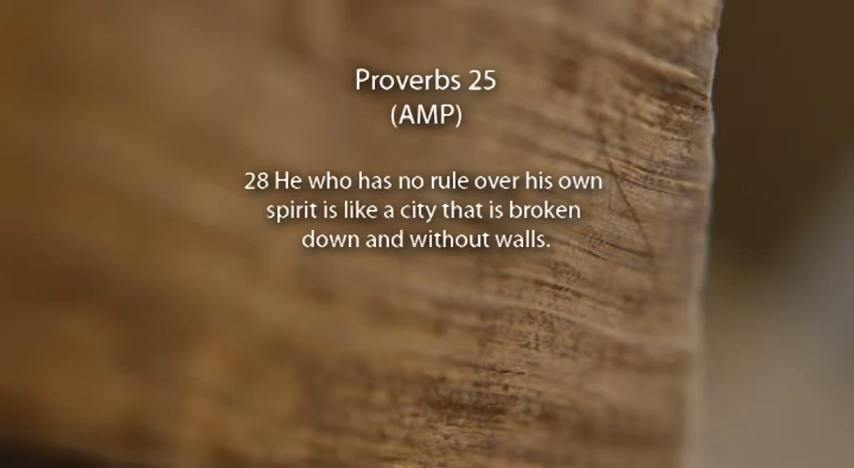 Proverbs 25
(AMP)
28 He who has no rule over his own
spirit is like a city that is broken
down and without walls.